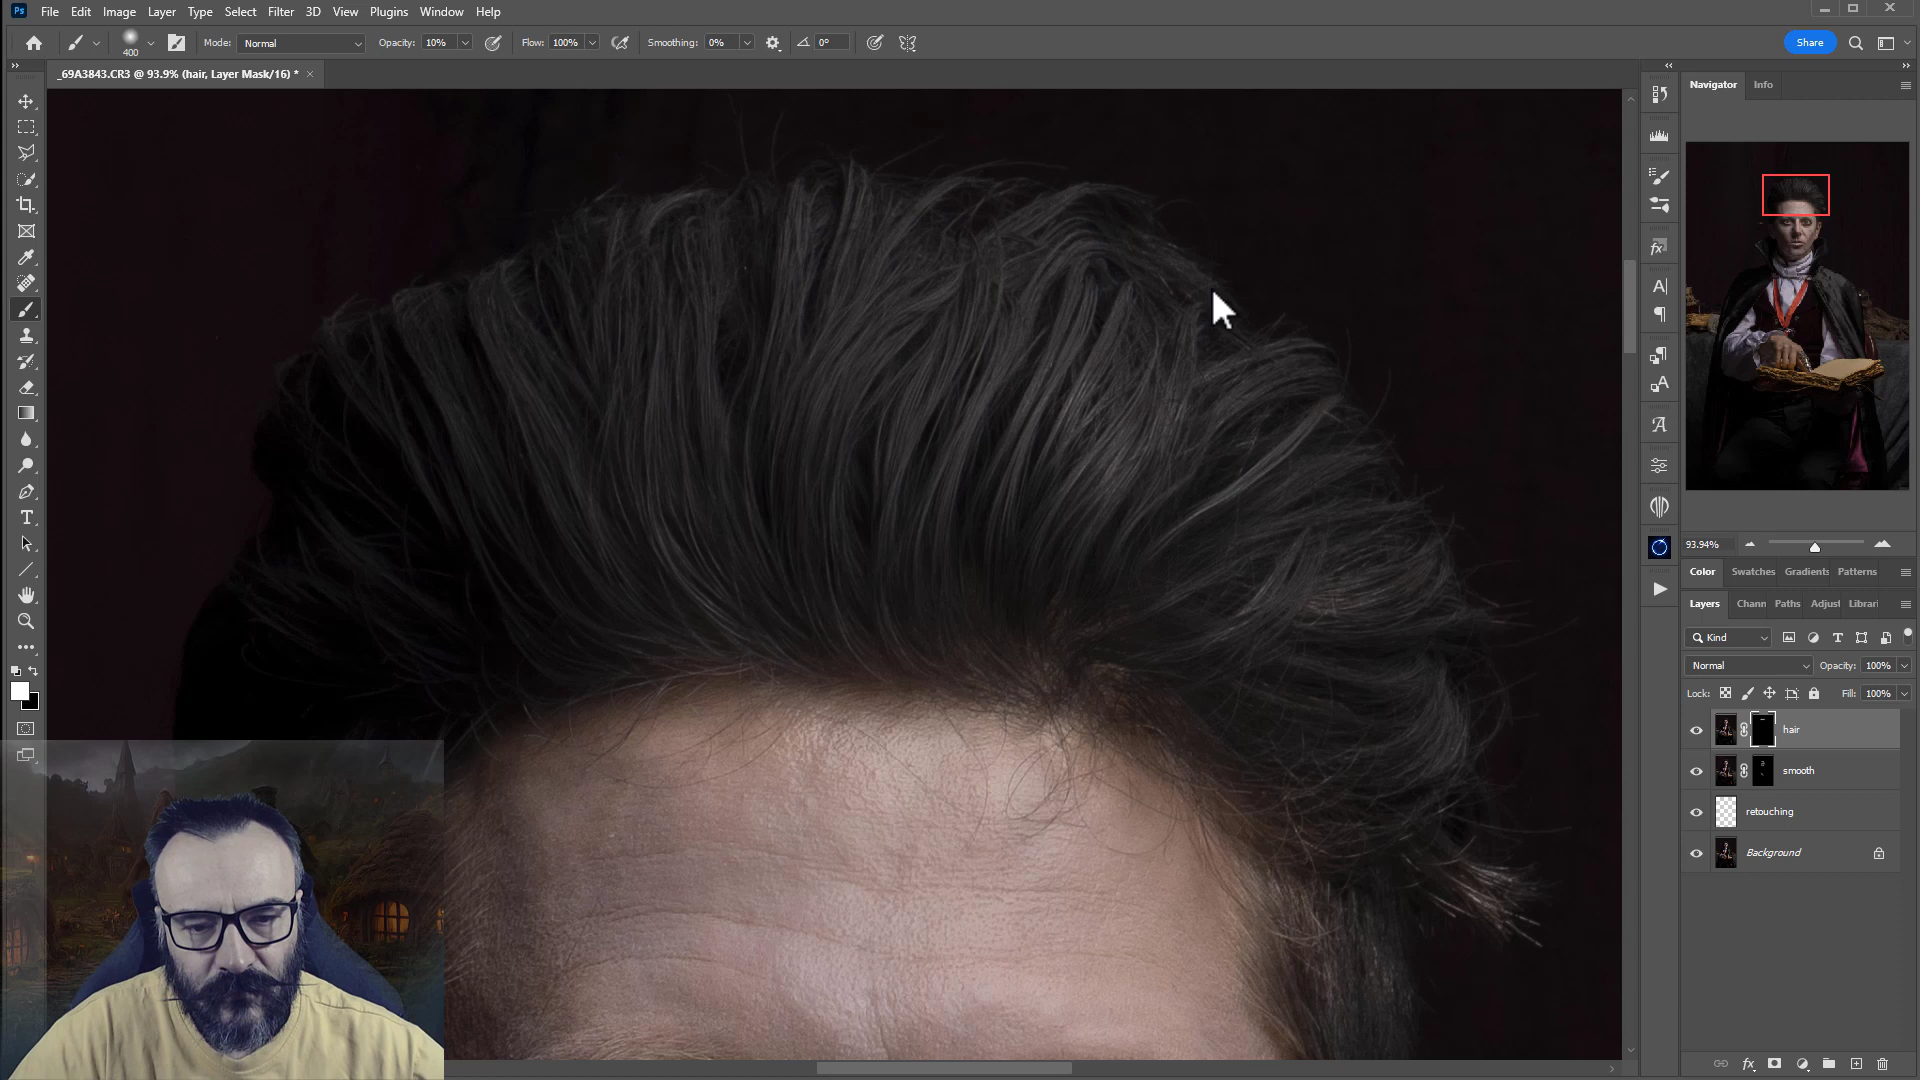 Ps File Edit Image Layer Type Select Filter 3D View Plugins Window Help
400 Mode: Normal Opacity: 10% Flow: 100% Smoothing: 0% 0° Share
_69A3843.CR3 @ 93.9% (hair, Layer Mask/16) * ×
Navigator Info
93.94%
Color Swatches Gradients Patterns
Layers Chann Paths Adjust Librari
Kind
Normal Opacity: 100%
Lock: Fill: 100%
hair
smooth
retouching
Background